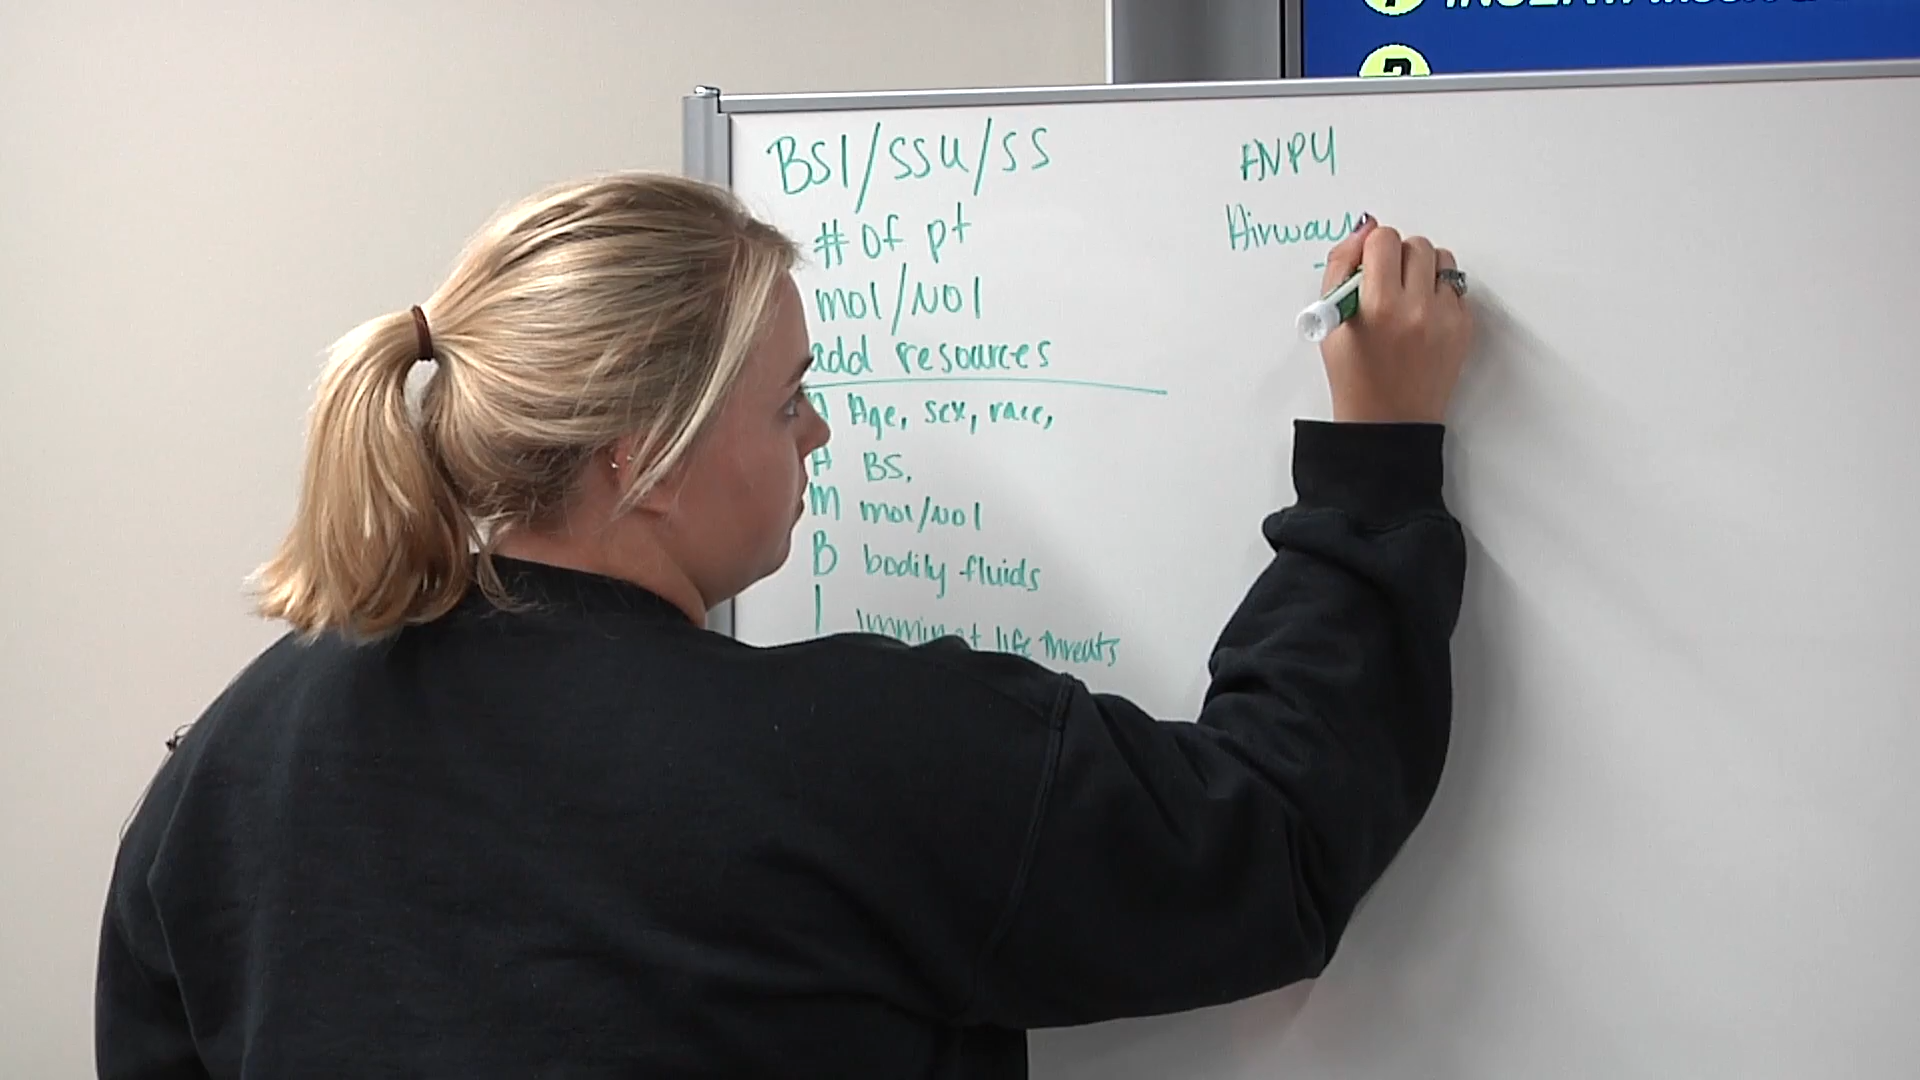 BSI/SSU/SS
# of pt
MOI/NOI
add resources
Age, sex, race,
A BS.
M MOI/NOI
B bodily fluids
I imminent life threats
AVPU
Airway